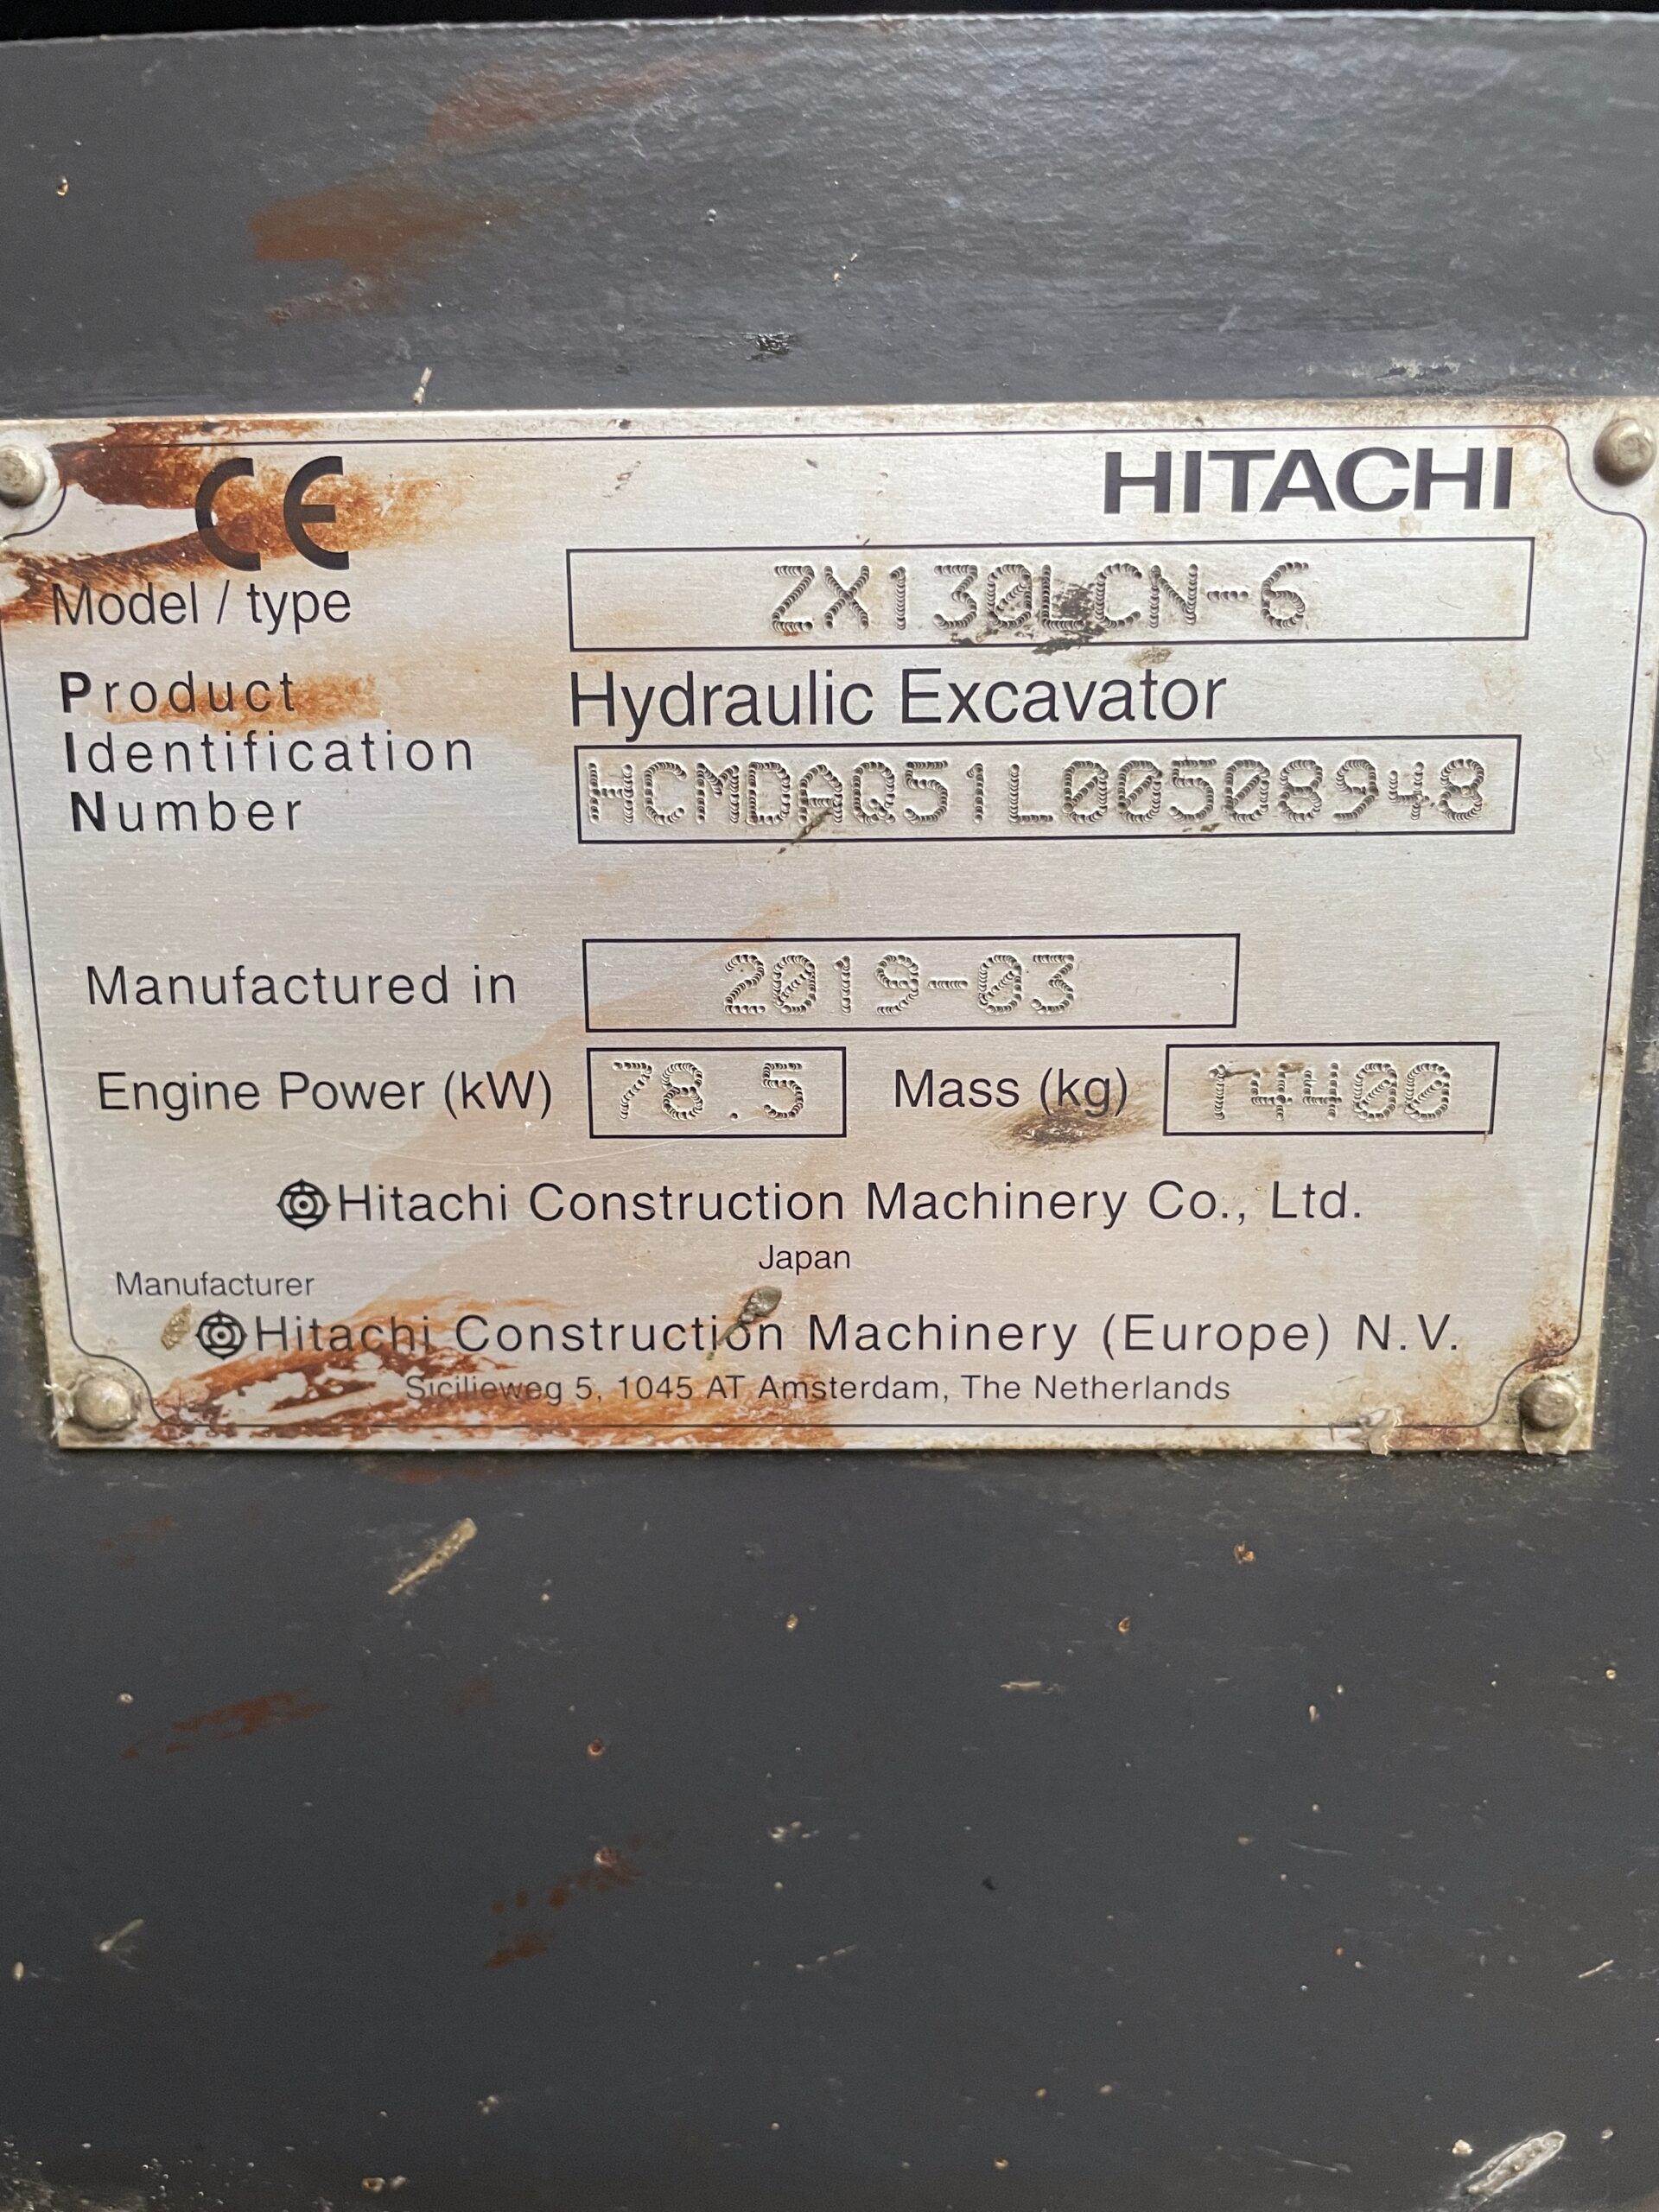 CE
HITACHI
Model / type ZX130LCN-6
Product Hydraulic Excavator
Identification
Number HCMDAQ51L00508948
Manufactured in 2019-03
Engine Power (kW) 78.5 Mass (kg) 14400
Hitachi Construction Machinery Co., Ltd.
Japan
Manufacturer
Hitachi Construction Machinery (Europe) N.V.
Sicilieweg 5, 1045 AT Amsterdam, The Netherlands